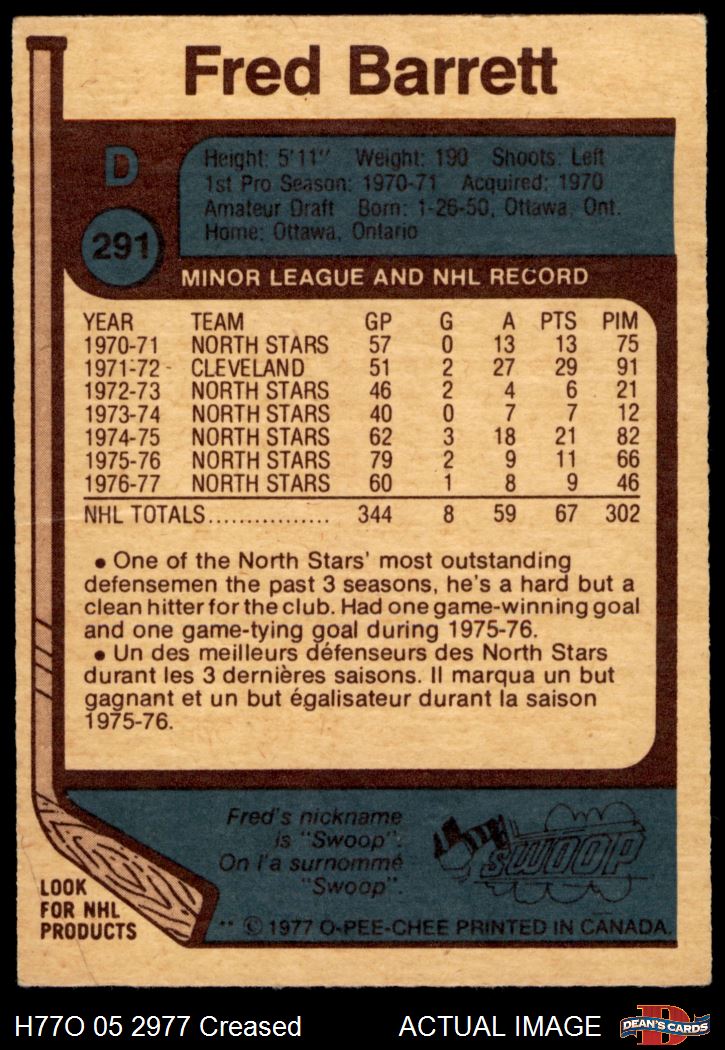 Fred Barrett
D
Height: 5'11" Weight: 190 Shoots: Left
1st Pro Season: 1970-71 Acquired: 1970
Amateur Draft Born: 1-26-50, Ottawa, Ont.
Home: Ottawa, Ontario
291
MINOR LEAGUE AND NHL RECORD
YEAR TEAM GP G A PTS PIM
1970-71 NORTH STARS 57 0 13 13 75
1971-72 CLEVELAND 51 2 27 29 91
1972-73 NORTH STARS 46 2 4 6 21
1973-74 NORTH STARS 40 0 7 7 12
1974-75 NORTH STARS 62 3 18 21 82
1975-76 NORTH STARS 79 2 9 11 66
1976-77 NORTH STARS 60 1 8 9 46
NHL TOTALS................ 344 8 59 67 302
• One of the North Stars' most outstanding
defensemen the past 3 seasons, he's a hard but a
clean hitter for the club. Had one game-winning goal
and one game-tying goal during 1975-76.
• Un des meilleurs défenseurs des North Stars
durant les 3 dernières saisons. Il marqua un but
gagnant et un but égalisateur durant la saison
1975-76.
Fred's nickname
is "Swoop".
On l'a surnommé
"Swoop".
SWOOP
LOOK
FOR NHL
PRODUCTS
** © 1977 O-PEE-CHEE PRINTED IN CANADA.
H77O 05 2977 Creased ACTUAL IMAGE
D
DEAN'S CARDS